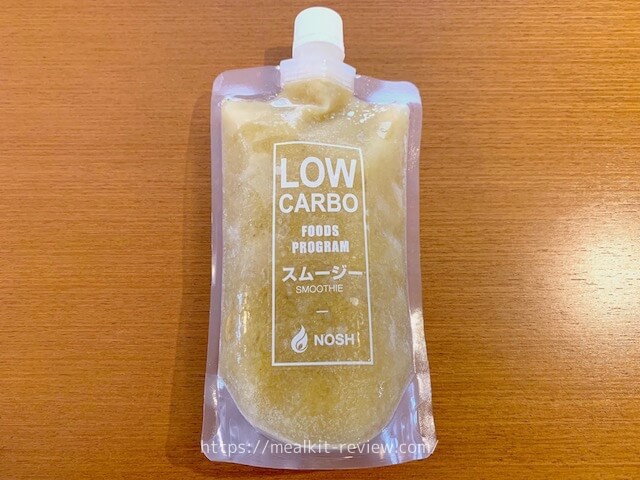 LOW
CARBO
FOODS
PROGRAM
スムージー
SMOOTHIE
NOSH
https://mealkit-review.com/